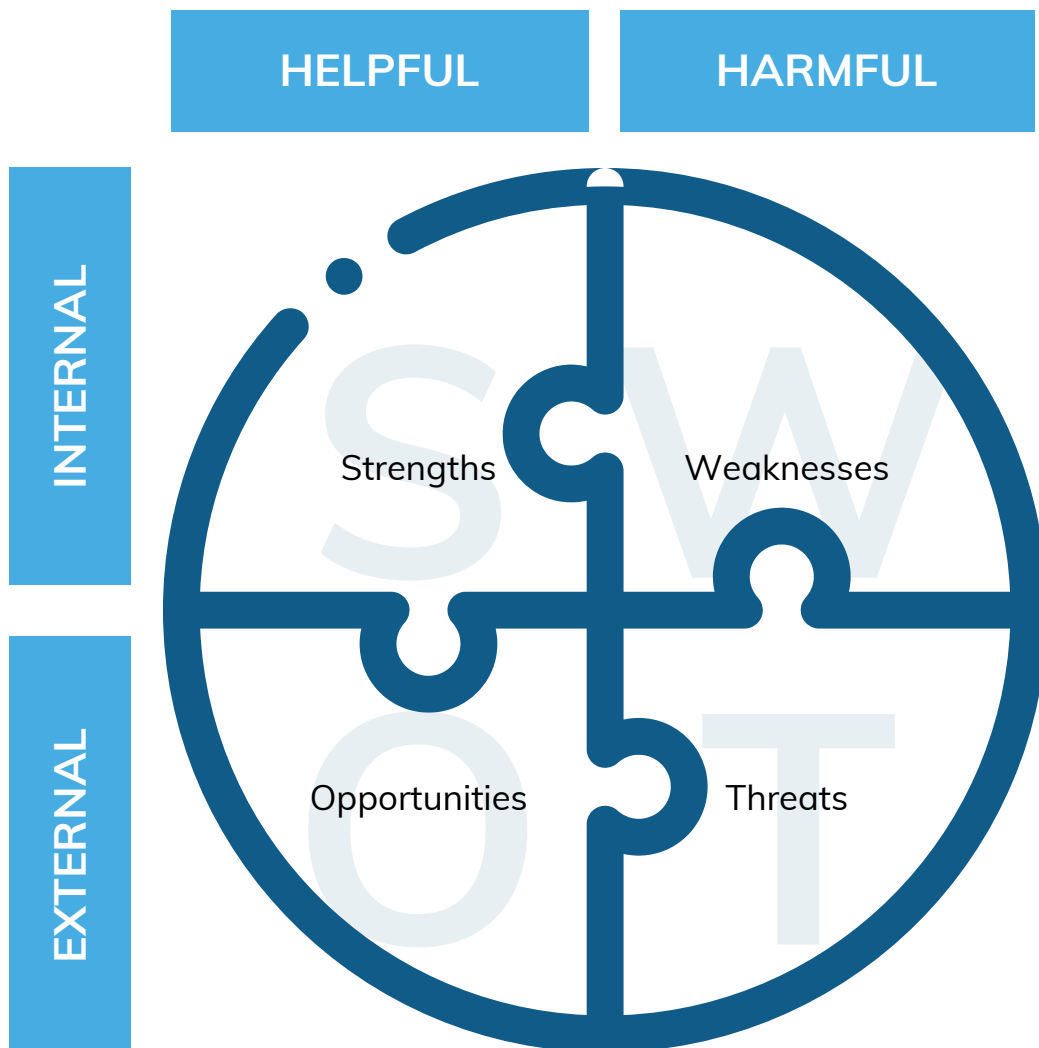 HELPFUL
HARMFUL
INTERNAL
S
W
Strengths
Weaknesses
EXTERNAL
O
T
Opportunities
Threats